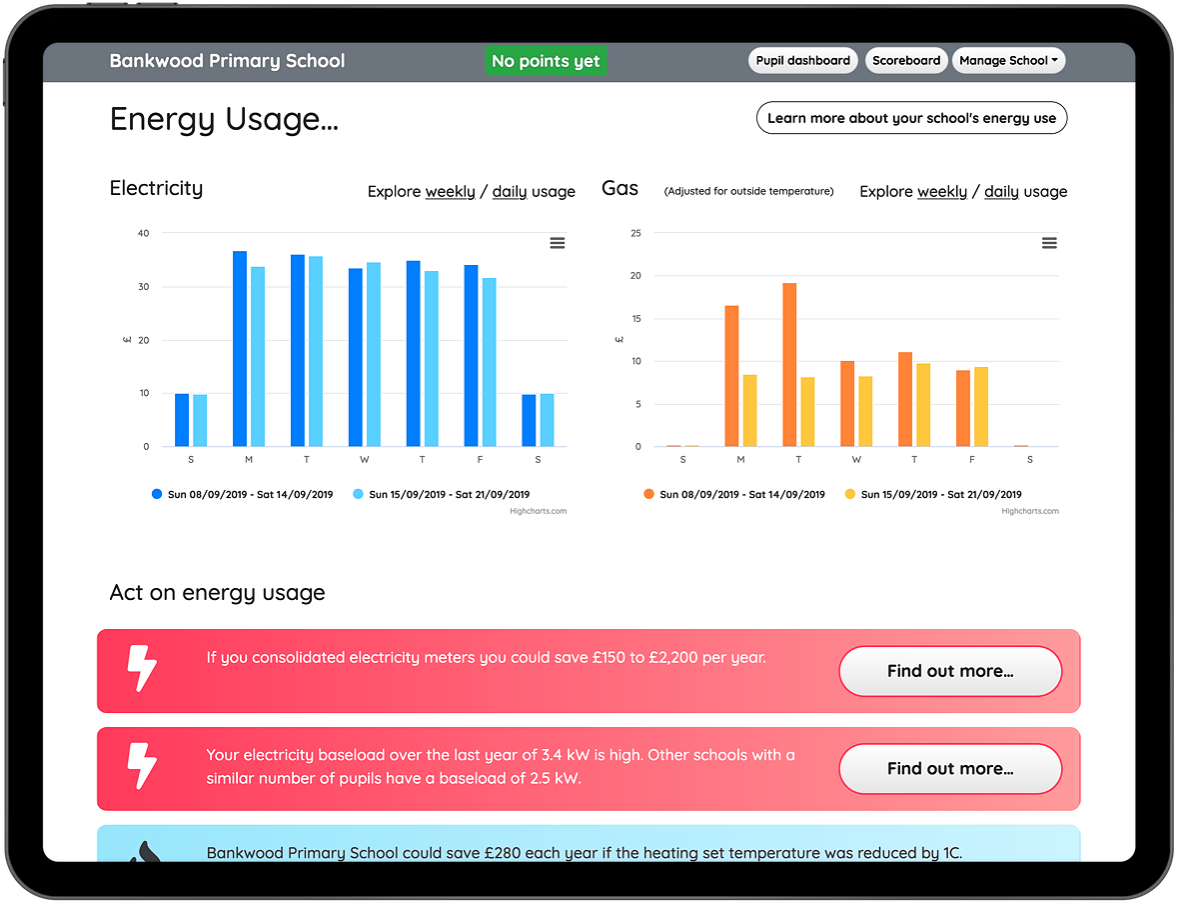 Bankwood Primary School
No points yet
Pupil dashboard
Scoreboard
Manage School
Energy Usage...
Learn more about your school's energy use
Electricity
Explore weekly / daily usage
40
30
20
10
0
£
S M T W T F S
Sun 08/09/2019 - Sat 14/09/2019
Sun 15/09/2019 - Sat 21/09/2019
Highcharts.com
Gas
(Adjusted for outside temperature)
Explore weekly / daily usage
25
20
15
10
5
0
£
S M T W T F S
Sun 08/09/2019 - Sat 14/09/2019
Sun 15/09/2019 - Sat 21/09/2019
Highcharts.com
Act on energy usage
If you consolidated electricity meters you could save £150 to £2,200 per year.
Find out more...
Your electricity baseload over the last year of 3.4 kW is high. Other schools with a
similar number of pupils have a baseload of 2.5 kW.
Find out more...
Bankwood Primary School could save £280 each year if the heating set temperature was reduced by 1C.